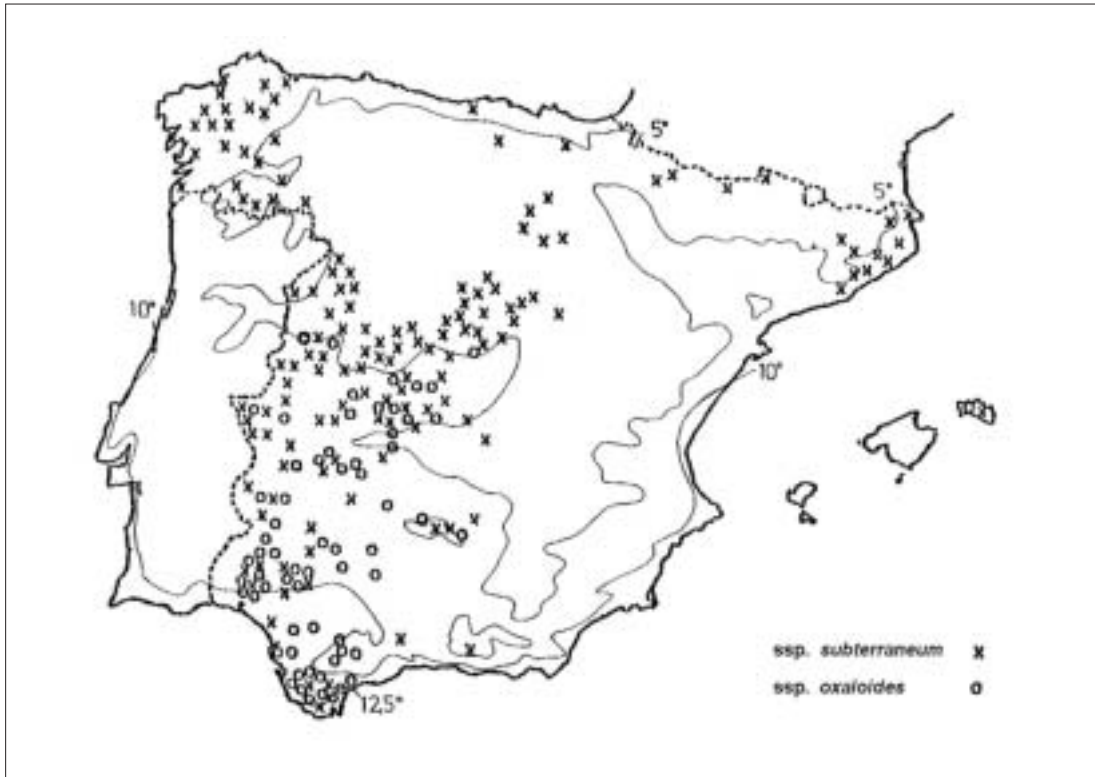 5°
5°
10°
10°
12,5°
ssp. subterraneum x
ssp. oxaloides o